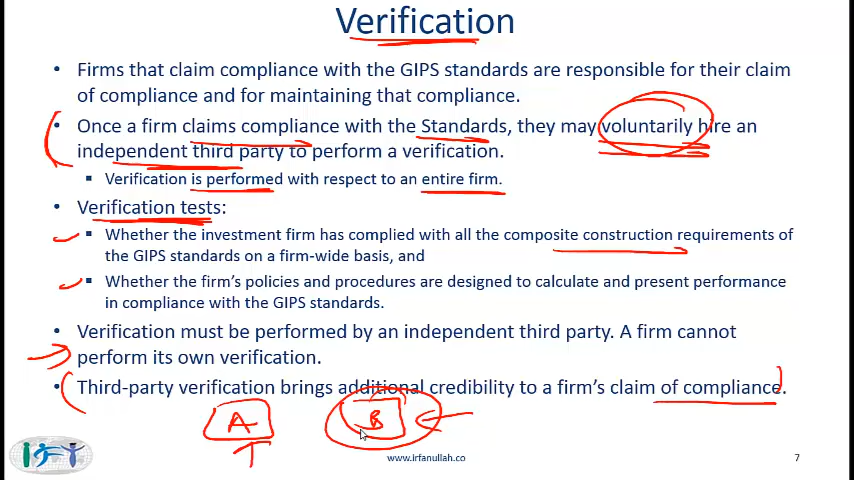 Verification
• Firms that claim compliance with the GIPS standards are responsible for their claim
of compliance and for maintaining that compliance.
• Once a firm claims compliance with the Standards, they may voluntarily hire an
independent third party to perform a verification.
▪ Verification is performed with respect to an entire firm.
• Verification tests:
▪ Whether the investment firm has complied with all the composite construction requirements of
the GIPS standards on a firm-wide basis, and
▪ Whether the firm's policies and procedures are designed to calculate and present performance
in compliance with the GIPS standards.
• Verification must be performed by an independent third party. A firm cannot
perform its own verification.
• Third-party verification brings additional credibility to a firm's claim of compliance.
A B
IFT www.irfanullah.co 7